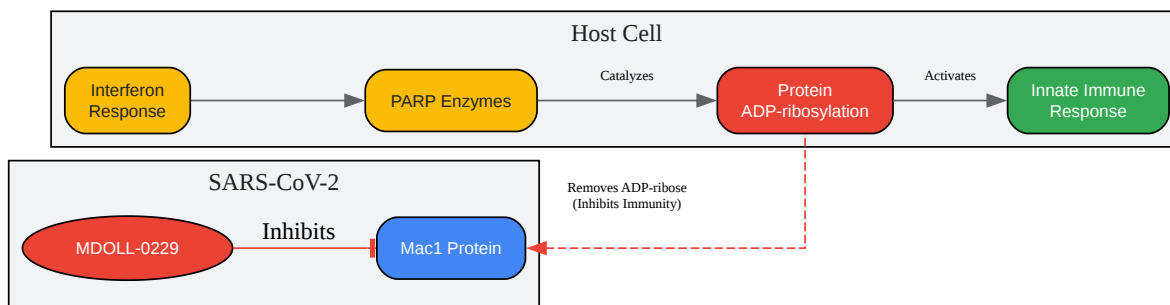 Host Cell
Interferon
Response
PARP Enzymes
Catalyzes
Protein
ADP-ribosylation
Activates
Innate Immune
Response
SARS-CoV-2
MDOLL-0229
Inhibits
Mac1 Protein
Removes ADP-ribose
(Inhibits Immunity)